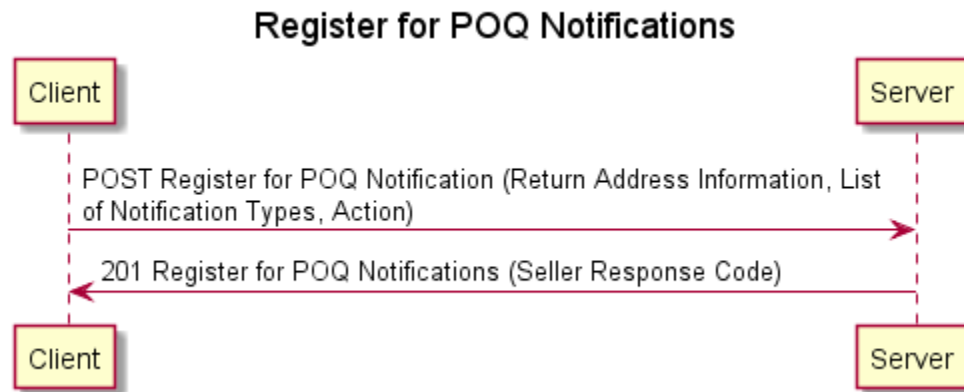 Register for POQ Notifications
Client
Server
POST Register for POQ Notification (Return Address Information, List
of Notification Types, Action)
201 Register for POQ Notifications (Seller Response Code)
Client
Server